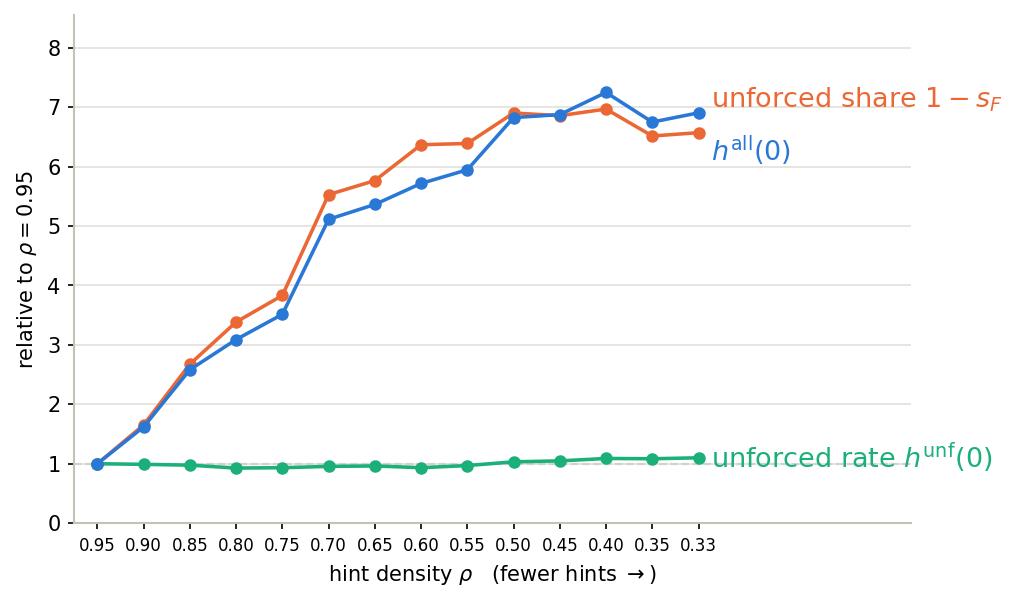 8
7
6
5
4
3
2
1
0
relative to ρ = 0.95
unforced share 1 − s_F
h^all(0)
unforced rate h^unf(0)
0.95 0.90 0.85 0.80 0.75 0.70 0.65 0.60 0.55 0.50 0.45 0.40 0.35 0.33
hint density ρ (fewer hints →)